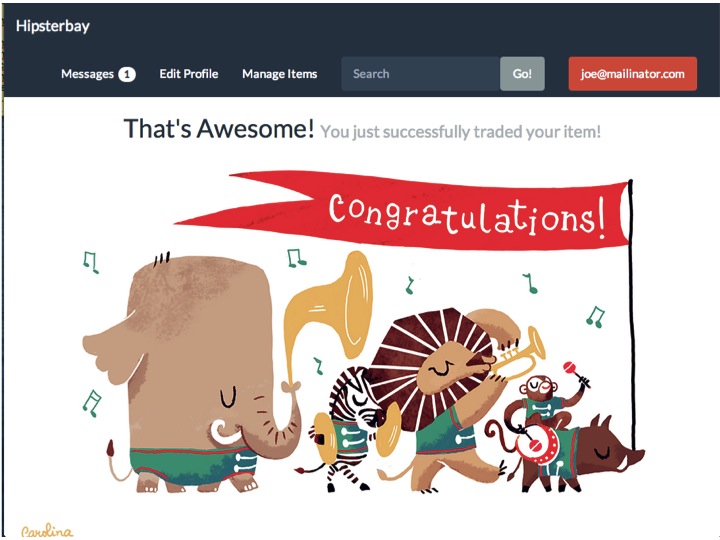 Hipsterbay
Messages 1 Edit Profile Manage Items Search Go! joe@mailinator.com
That's Awesome! You just successfully traded your item!
Congratulations!
Carolina